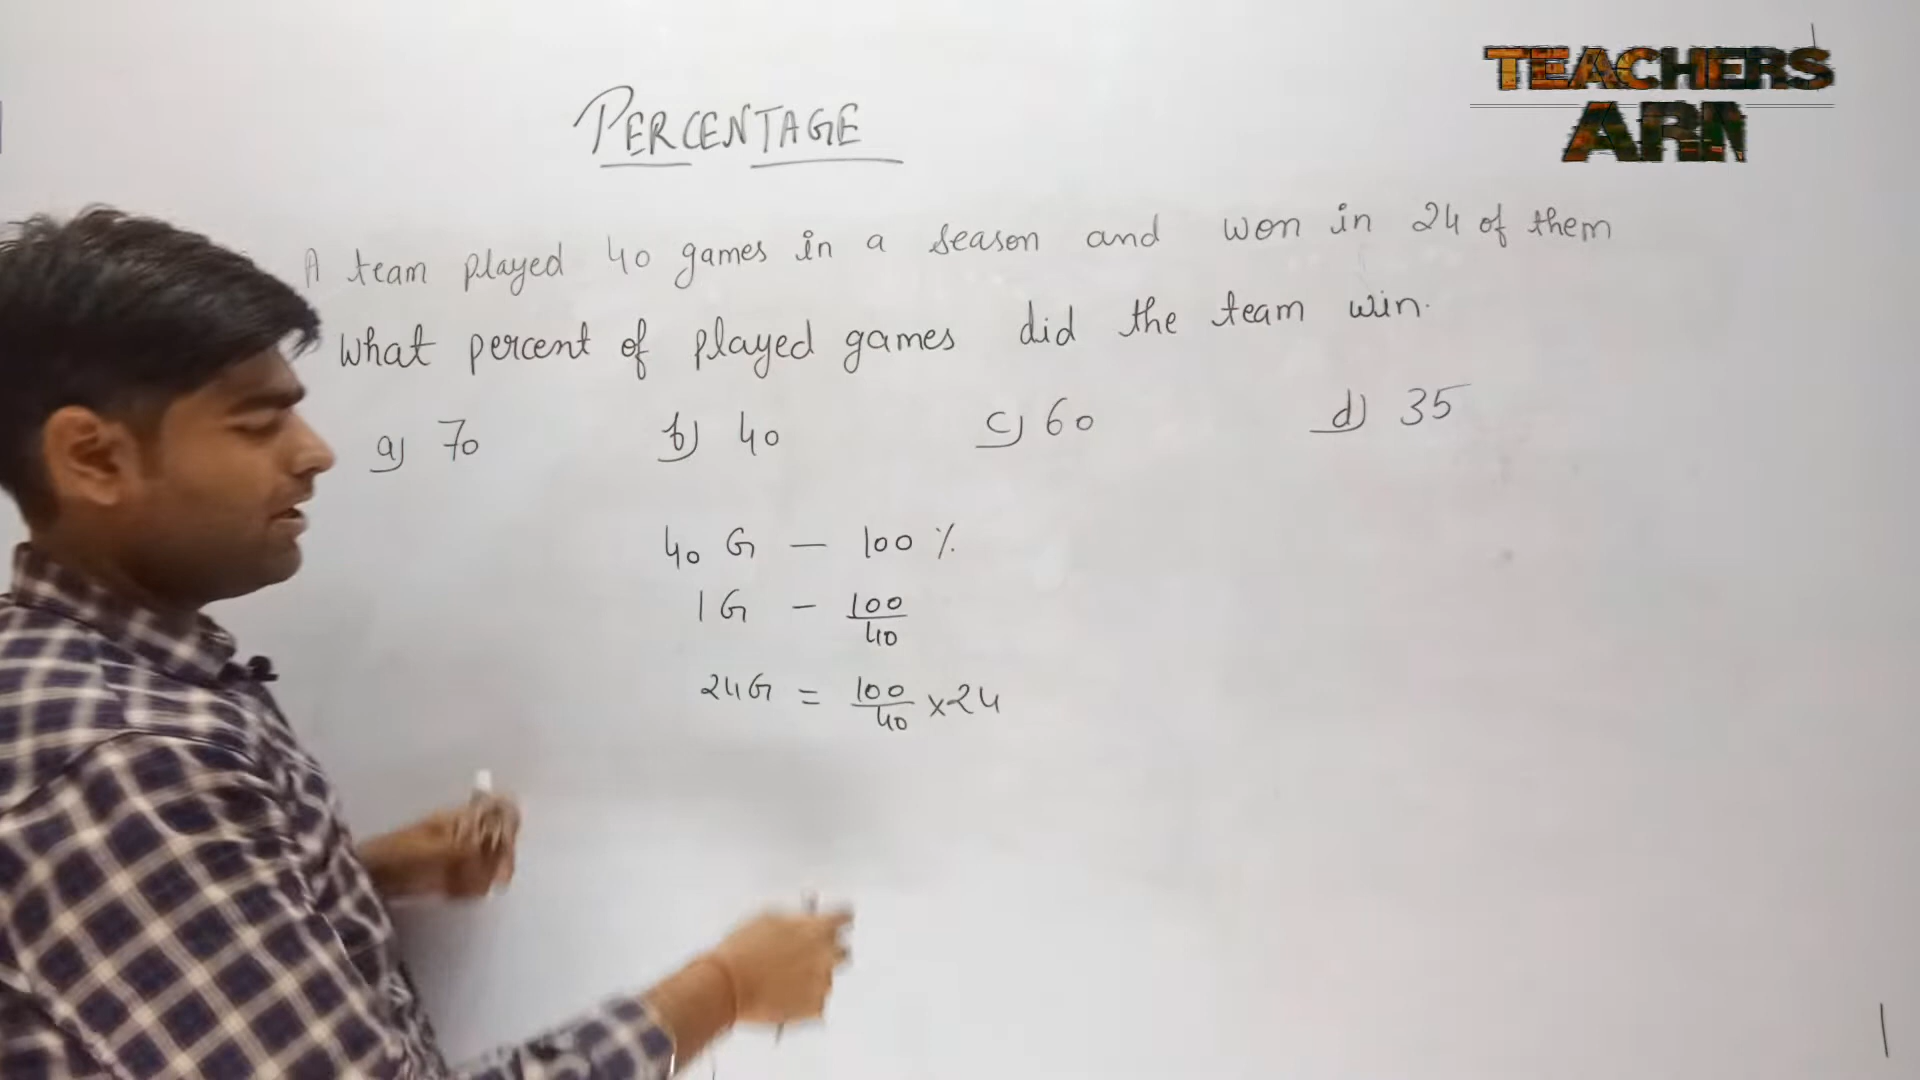 TEACHERS
ARN
PERCENTAGE
A team played 40 games in a season and won in 24 of them
What percent of played games did the team win.
a) 70 b) 40 c) 60 d) 35
40 G — 100 %
1 G - 100/40
24 G = 100/40 x 24